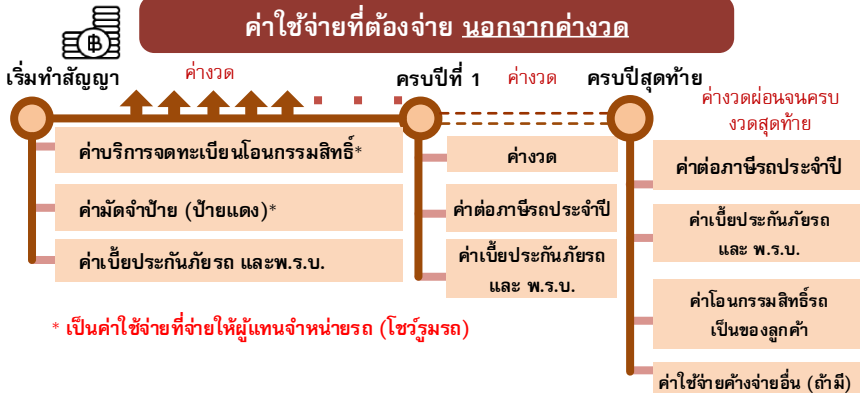 ค่าใช้จ่ายที่ต้องจ่าย นอกจากค่างวด
เริ่มทำสัญญา
ค่างวด
ครบปีที่ 1
ค่างวด
ครบปีสุดท้าย
ค่างวดผ่อนจนครบ
งวดสุดท้าย
ค่าบริการจดทะเบียนโอนกรรมสิทธิ์*
ค่ามัดจำป้าย (ป้ายแดง)*
ค่าเบี้ยประกันภัยรถ และพ.ร.บ.
ค่างวด
ค่าต่อภาษีรถประจำปี
ค่าเบี้ยประกันภัยรถ
และ พ.ร.บ.
ค่าต่อภาษีรถประจำปี
ค่าเบี้ยประกันภัยรถ
และ พ.ร.บ.
ค่าโอนกรรมสิทธิ์รถ
เป็นของลูกค้า
ค่าใช้จ่ายค้างจ่ายอื่น (ถ้ามี)
* เป็นค่าใช้จ่ายที่จ่ายให้ผู้แทนจำหน่ายรถ (โชว์รูมรถ)